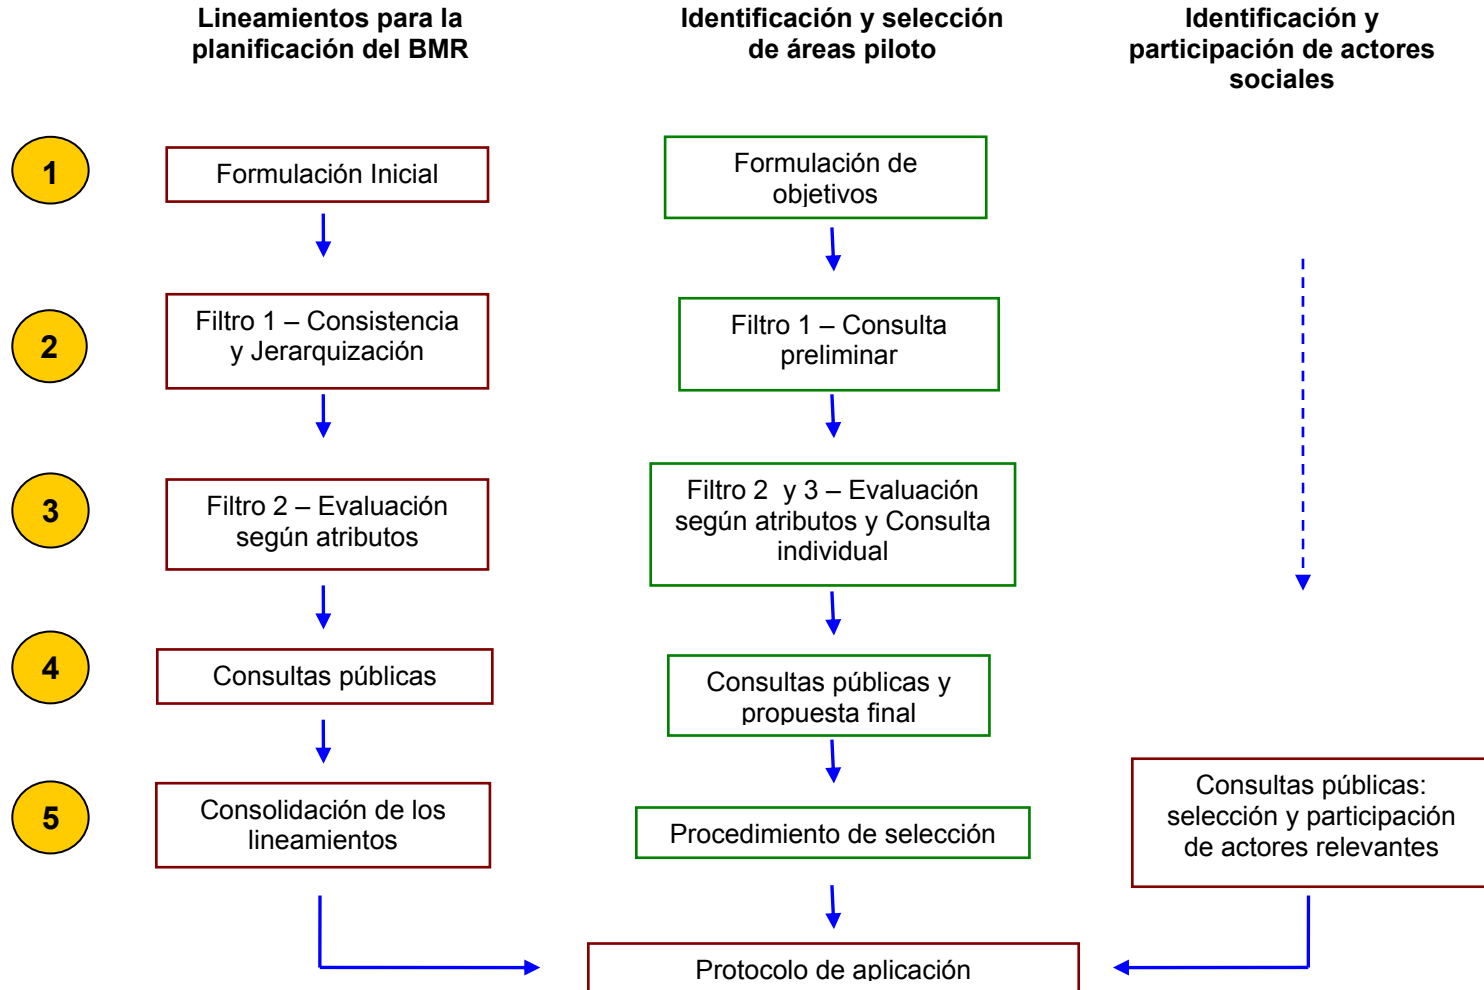 Lineamientos para la
planificación del BMR
Identificación y selección
de áreas piloto
Identificación y
participación de actores
sociales
1
Formulación Inicial
Formulación de
objetivos
2
Filtro 1 – Consistencia
y Jerarquización
Filtro 1 – Consulta
preliminar
3
Filtro 2 – Evaluación
según atributos
Filtro 2 y 3 – Evaluación
según atributos y Consulta
individual
4
Consultas públicas
Consultas públicas y
propuesta final
5
Consolidación de los
lineamientos
Procedimiento de selección
Consultas públicas:
selección y participación
de actores relevantes
Protocolo de aplicación